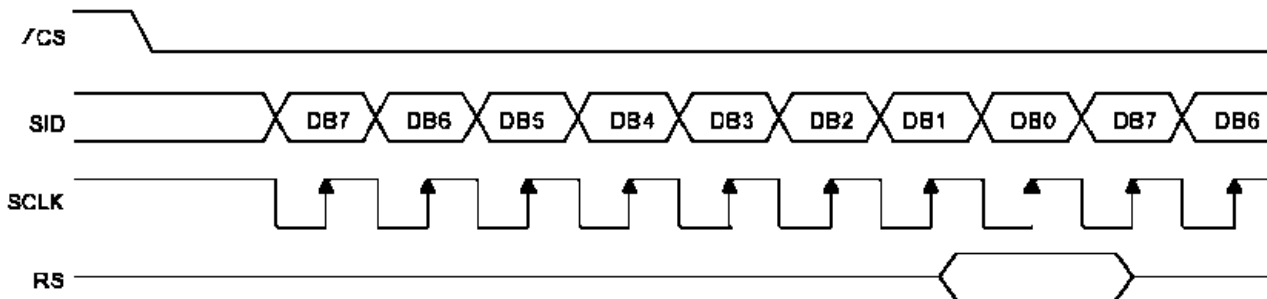 /CS
SID DB7 DB6 DB5 DB4 DB3 DB2 DB1 DB0 DB7 DB6
SCLK
RS